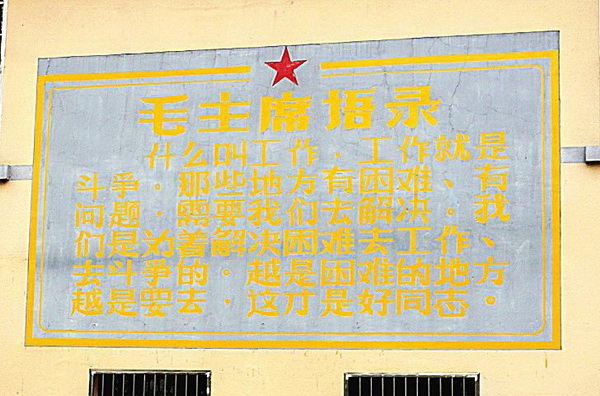 毛主席语录
什么叫工作，工作就是
斗争。那些地方有困难、有
问题，需要我们去解决。我
们是为着解决困难去工作、
去斗争的。越是困难的地方
越是要去，这才是好同志。